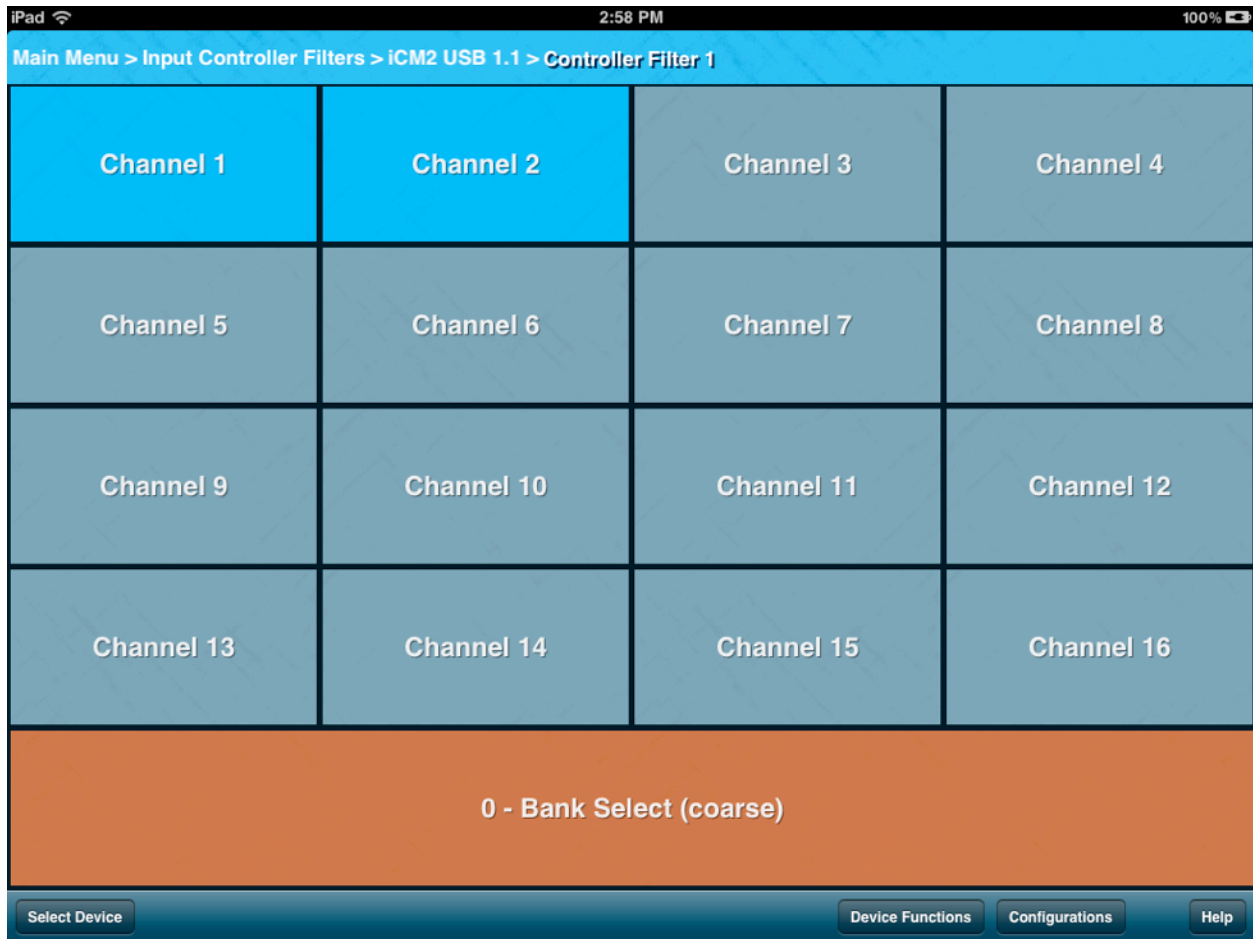 iPad 2:58 PM 100%
Main Menu > Input Controller Filters > iCM2 USB 1.1 > Controller Filter 1
Channel 1 Channel 2 Channel 3 Channel 4
Channel 5 Channel 6 Channel 7 Channel 8
Channel 9 Channel 10 Channel 11 Channel 12
Channel 13 Channel 14 Channel 15 Channel 16
0 - Bank Select (coarse)
Select Device Device Functions Configurations Help